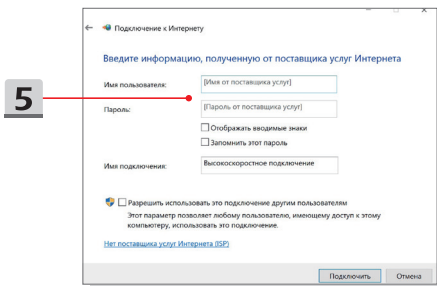 Подключение к Интернету
Введите информацию, полученную от поставщика услуг Интернета
5
Имя пользователя: [Имя от поставщика услуг]
Пароль: [Пароль от поставщика услуг]
Отображать вводимые знаки
Запомнить этот пароль
Имя подключения: Высокоскоростное подключение
Разрешить использовать это подключение другим пользователям
Этот параметр позволяет любому пользователю, имеющему доступ к этому
компьютеру, использовать это подключение.
Нет поставщика услуг Интернета (ISP)
Подключить Отмена